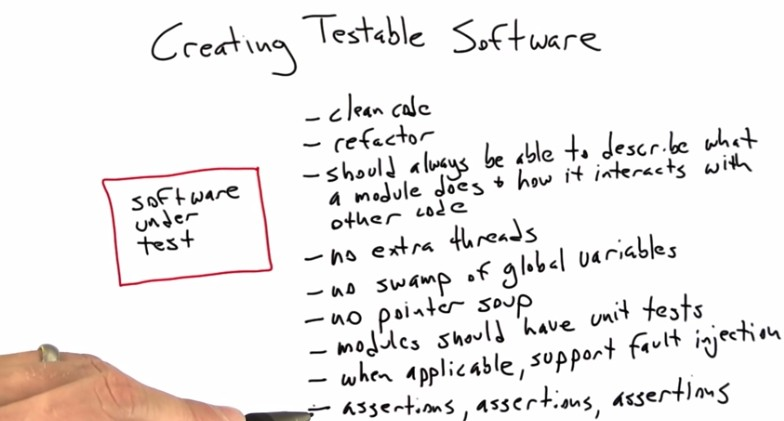 Creating Testable Software
software
under
test
- clean code
- refactor
- should always be able to describe what
a module does & how it interacts with
other code
- no extra threads
- no swamp of global variables
- no pointer soup
- modules should have unit tests
- when applicable, support fault injection
- assertions, assertions, assertions